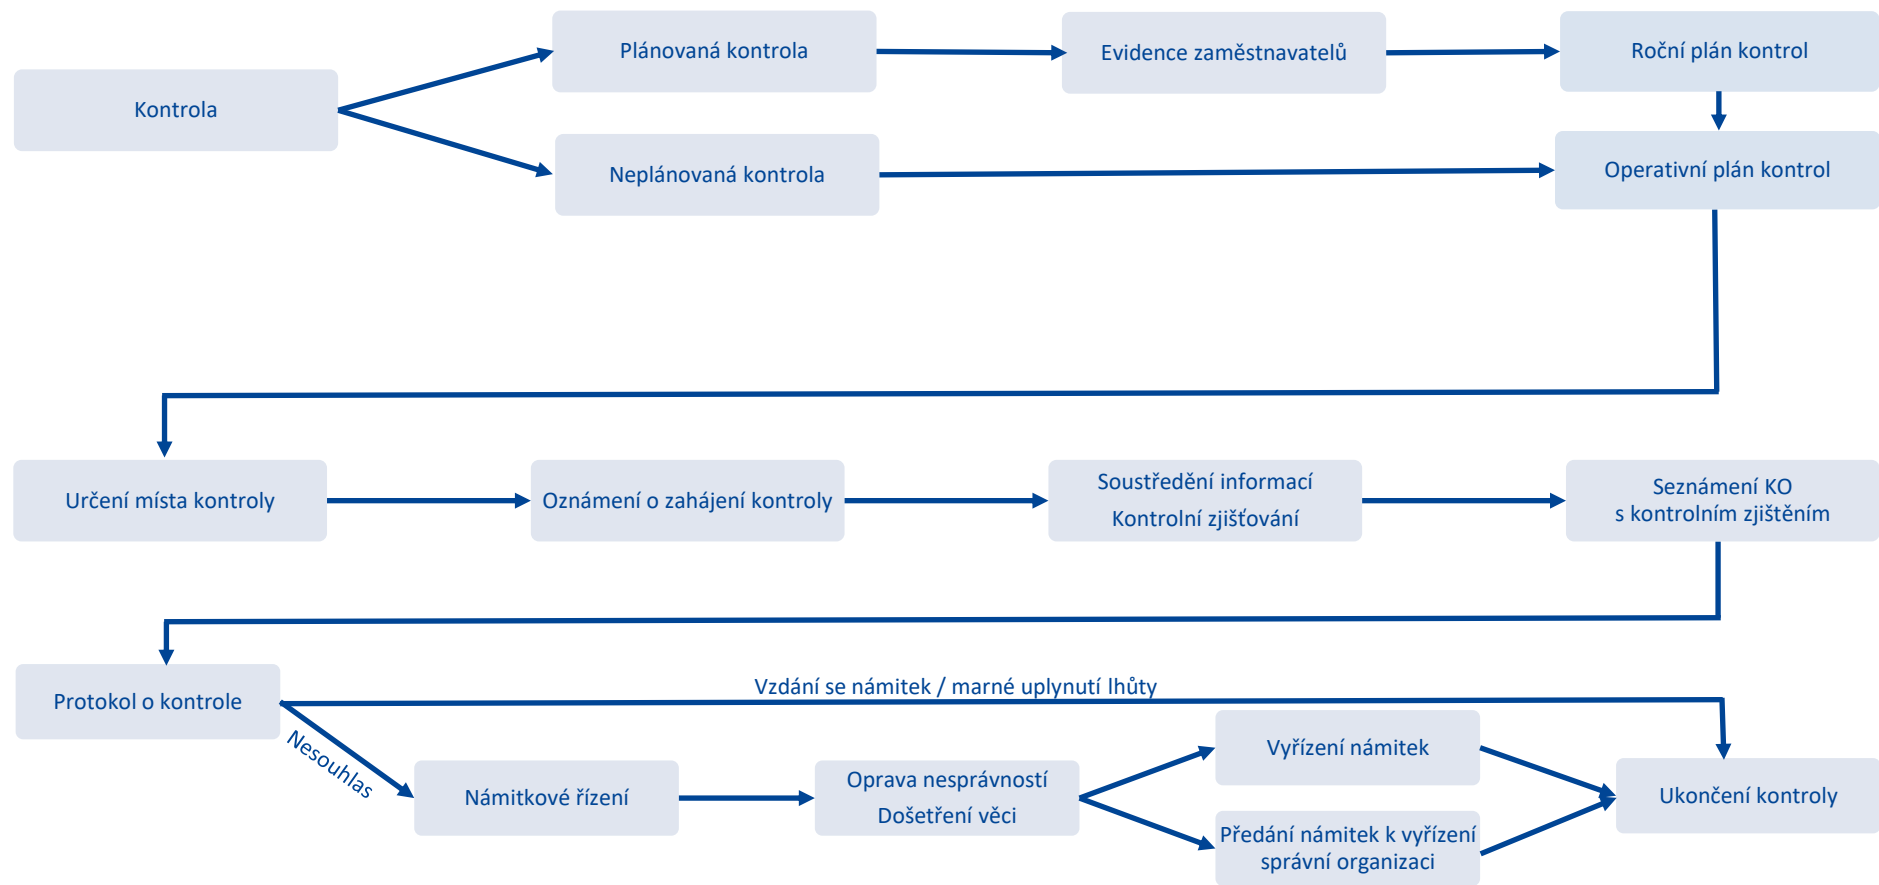 Kontrola
Plánovaná kontrola
Evidence zaměstnavatelů
Roční plán kontrol
Neplánovaná kontrola
Operativní plán kontrol
Určení místa kontroly
Oznámení o zahájení kontroly
Soustředění informací
Kontrolní zjišťování
Seznámení KO
s kontrolním zjištěním
Protokol o kontrole
Vzdání se námitek / marné uplynutí lhůty
Nesouhlas
Námitkové řízení
Oprava nesprávností
Došetření věci
Vyřízení námitek
Předání námitek k vyřízení
správní organizaci
Ukončení kontroly